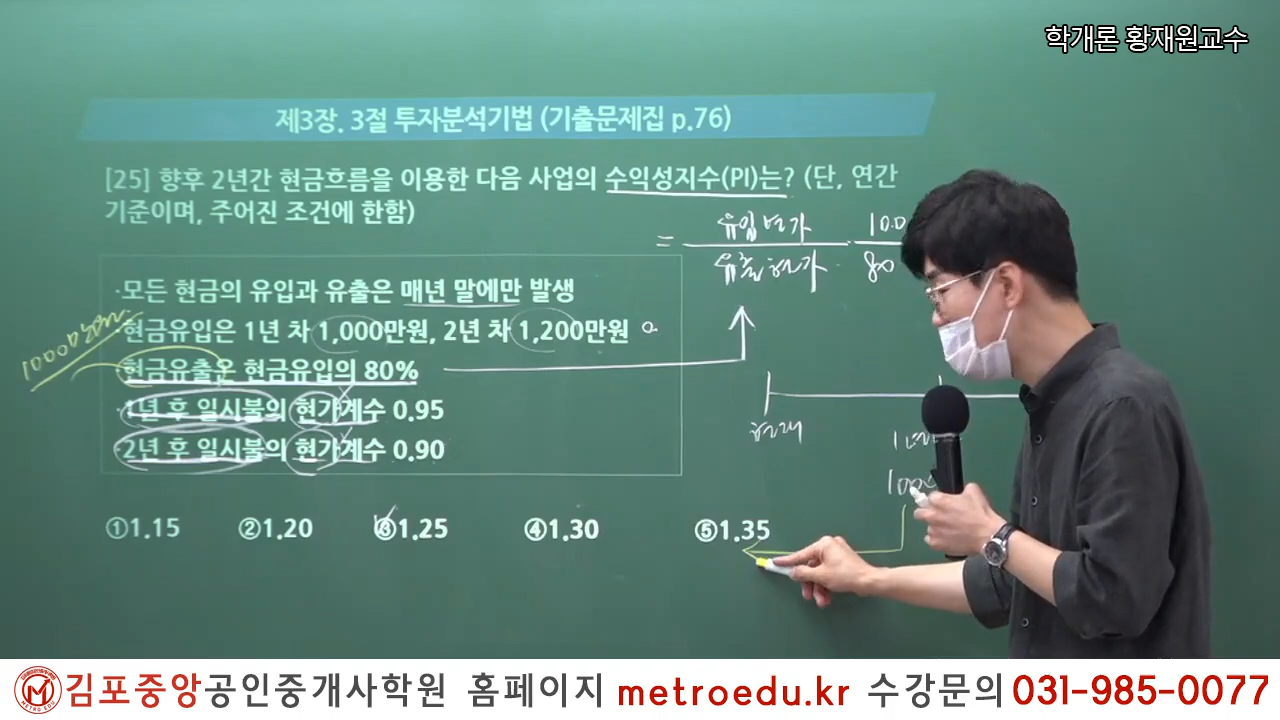 학개론 황재원교수
제3장. 3절 투자분석기법 (기출문제집 p.76)
[25] 향후 2년간 현금흐름을 이용한 다음 사업의 수익성지수(PI)는? (단, 연간
기준이며, 주어진 조건에 한함)
= 유입현가
유출현가
100
80
·모든 현금의 유입과 유출은 매년 말에만 발생
·현금유입은 1년 차 1,000만원, 2년 차 1,200만원
현금유출은 현금유입의 80%
·1년 후 일시불의 현가계수 0.95
·2년 후 일시불의 현가계수 0.90
현재
1년
1000
①1.15 ②1.20 ③1.25 ④1.30 ⑤1.35
METRO EDU
김포중앙공인중개사학원 홈페이지 metroedu.kr 수강문의 031-985-0077